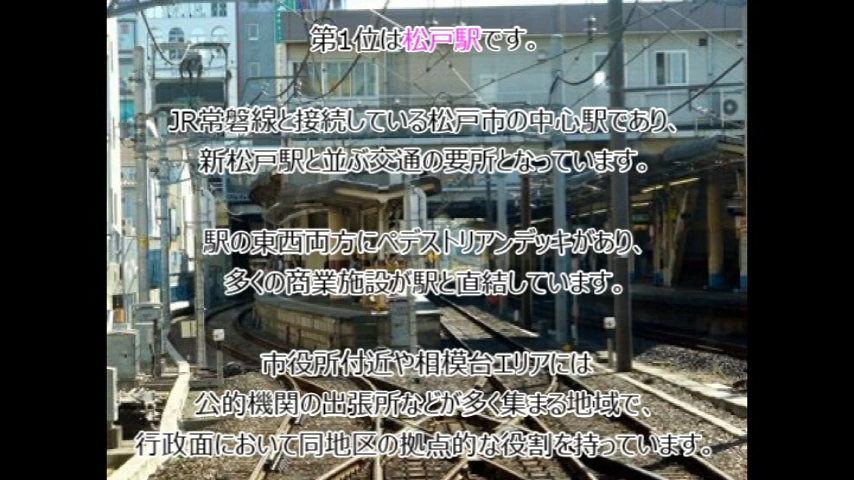 第1位は松戸駅です。
JR常磐線と接続している松戸市の中心駅であり、
新松戸駅と並ぶ交通の要所となっています。
駅の東西両方にペデストリアンデッキがあり、
多くの商業施設が駅と直結しています。
市役所付近や相模台エリアには
公的機関の出張所などが多く集まる地域で、
行政面において同地区の拠点的な役割を持っています。